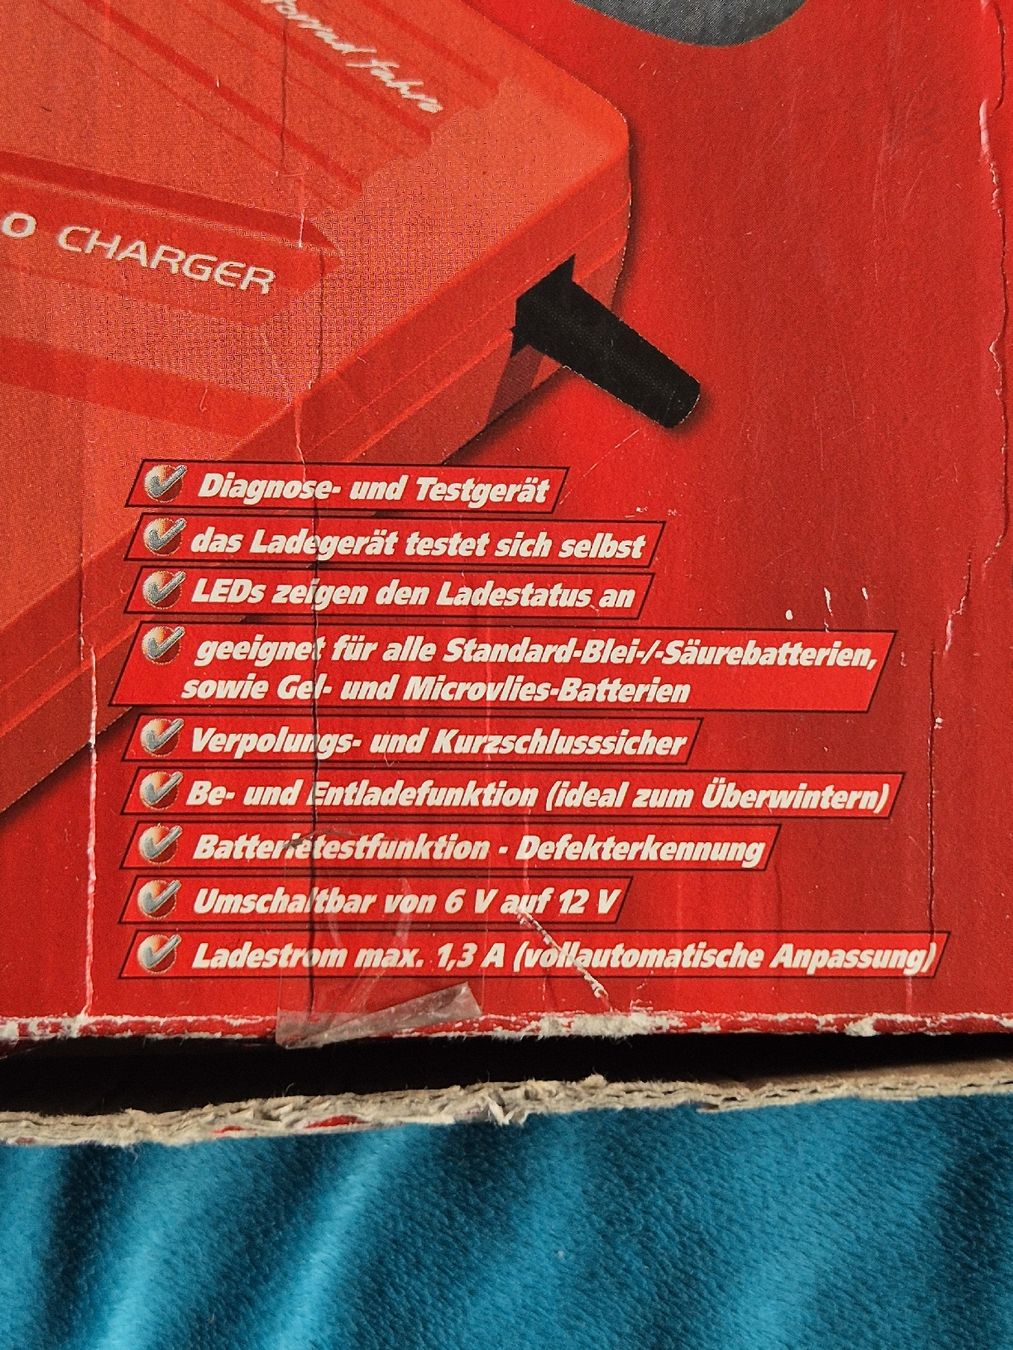 CHARGER
Diagnose- und Testgerät
das Ladegerät testet sich selbst
LEDs zeigen den Ladestatus an
geeignet für alle Standard-Blei-/-Säurebatterien,
sowie Gel- und Microvlies-Batterien
Verpolungs- und Kurzschlusssicher
Be- und Entladefunktion (ideal zum Überwintern)
Batterietestfunktion - Defekterkennung
Umschaltbar von 6 V auf 12 V
Ladestrom max. 1,3 A (vollautomatische Anpassung)